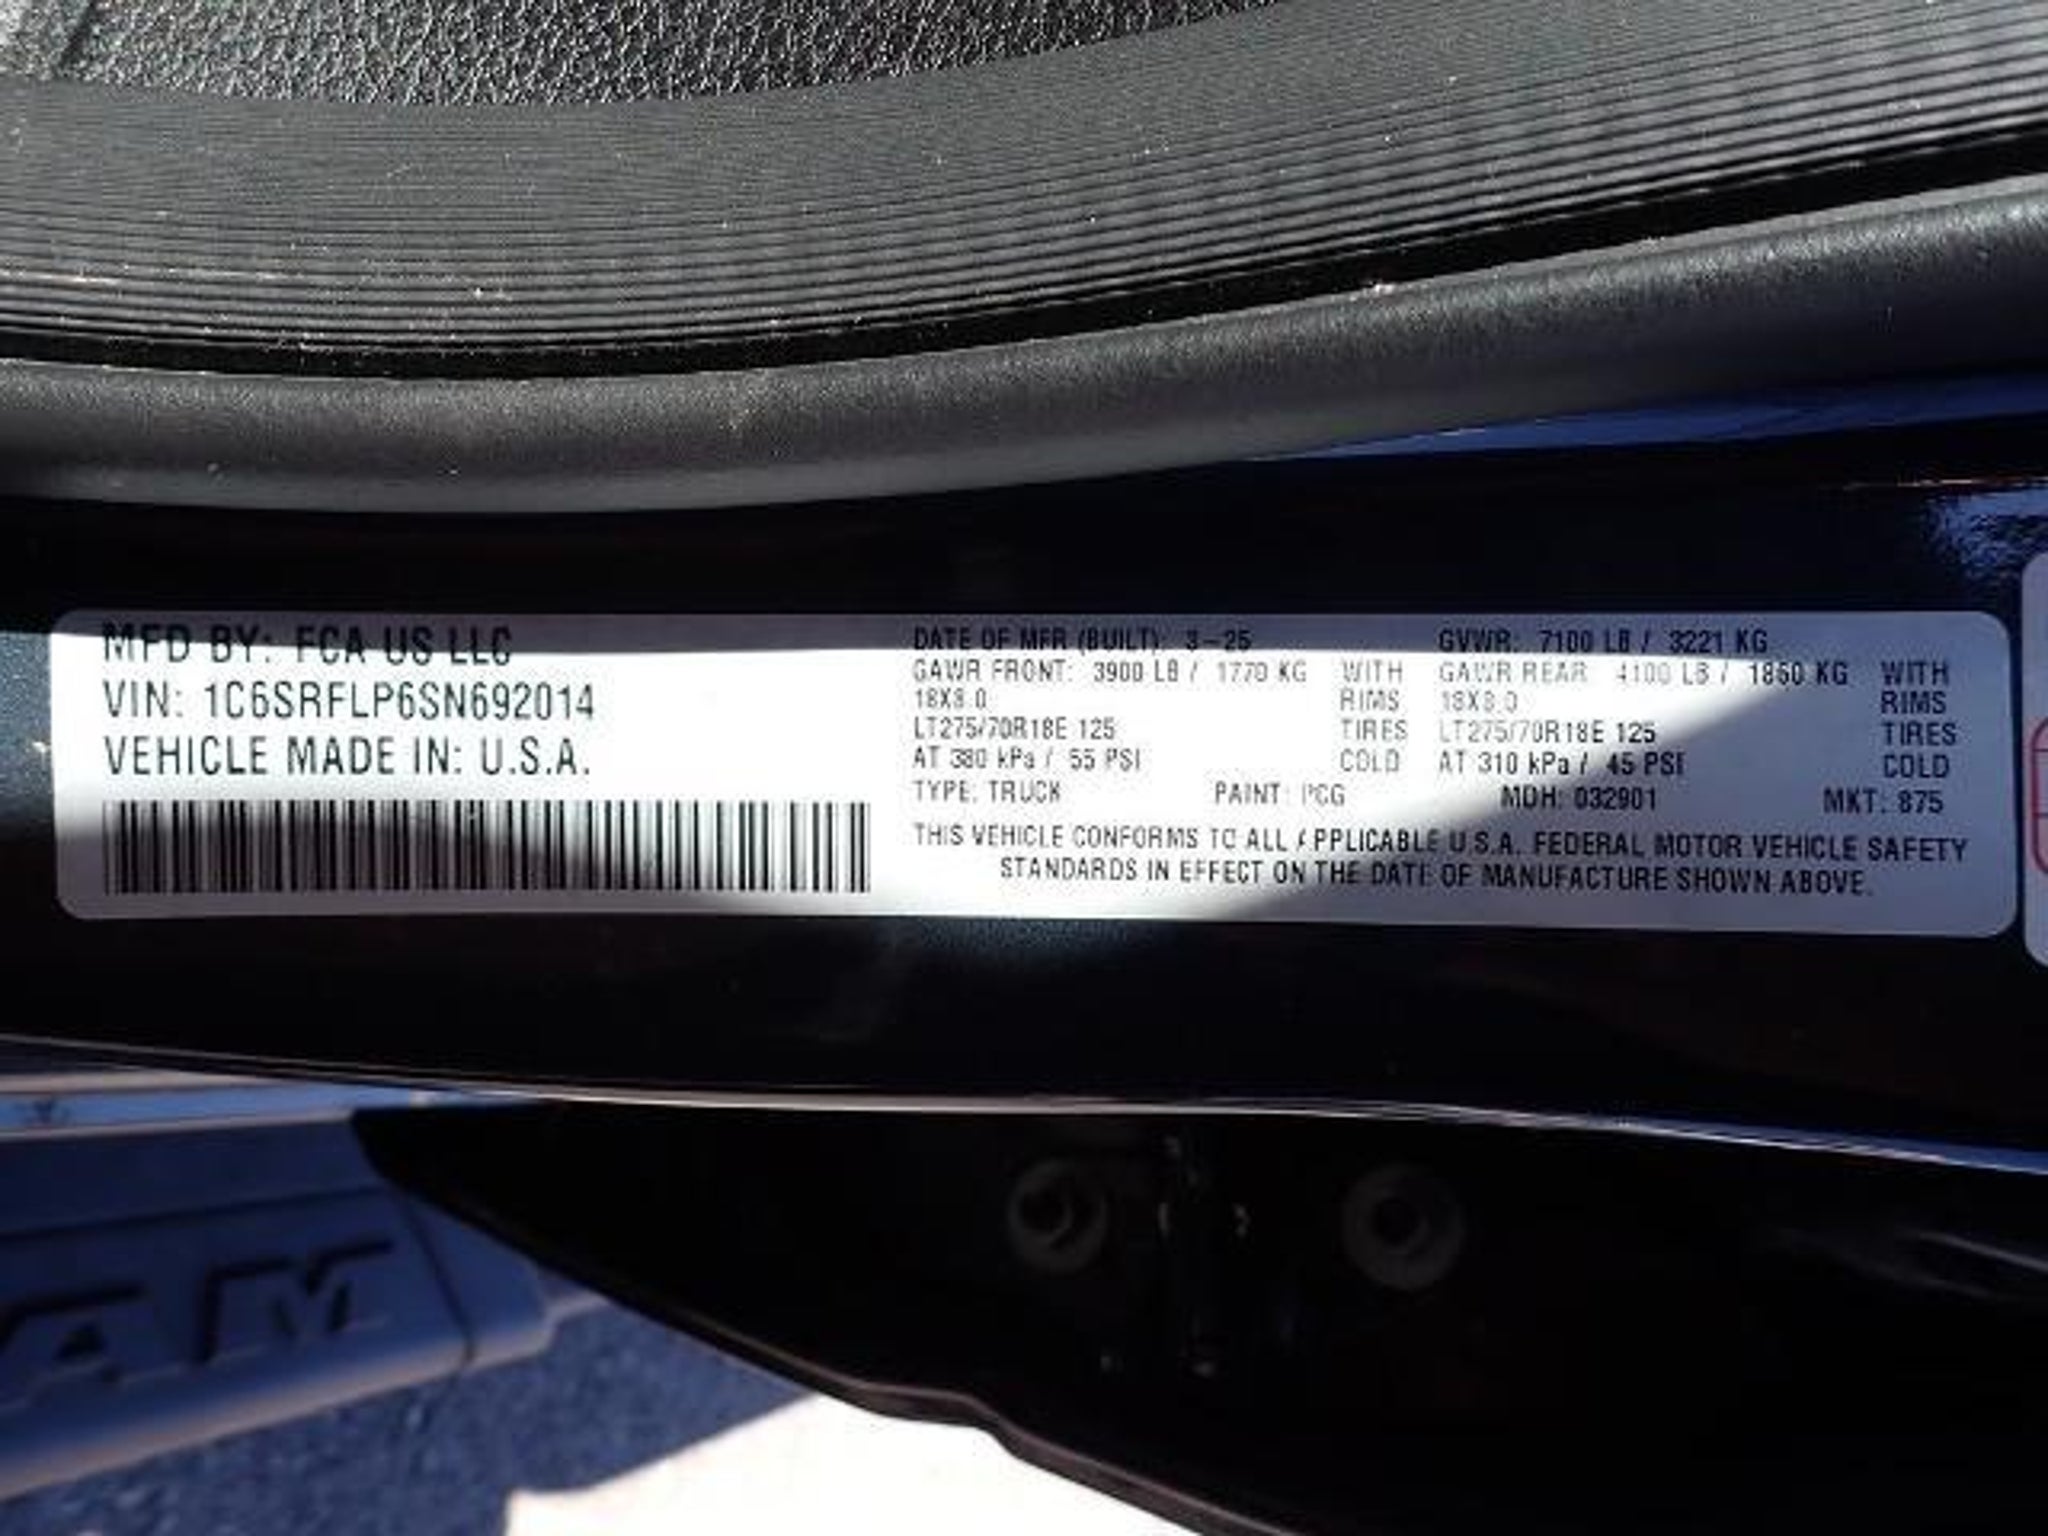 MFD BY: FCA US LLC
VIN: 1C6SRFLP6SN692014
VEHICLE MADE IN: U.S.A.
DATE OF MFR (BUILT): 3-25 GVWR: 7100 LB / 3221 KG
GAWR FRONT: 3900 LB / 1770 KG WITH GAWR REAR 4100 LB / 1860 KG WITH
18X8.0 RIMS 18X8.0 RIMS
LT275/70R18E 125 TIRES LT275/70R18E 125 TIRES
AT 380 kPa / 55 PSI COLD AT 310 kPa / 45 PSI COLD
TYPE: TRUCK PAINT: PCG MDH: 032901 MKT: 875
THIS VEHICLE CONFORMS TO ALL APPLICABLE U.S.A. FEDERAL MOTOR VEHICLE SAFETY
STANDARDS IN EFFECT ON THE DATE OF MANUFACTURE SHOWN ABOVE.
AM